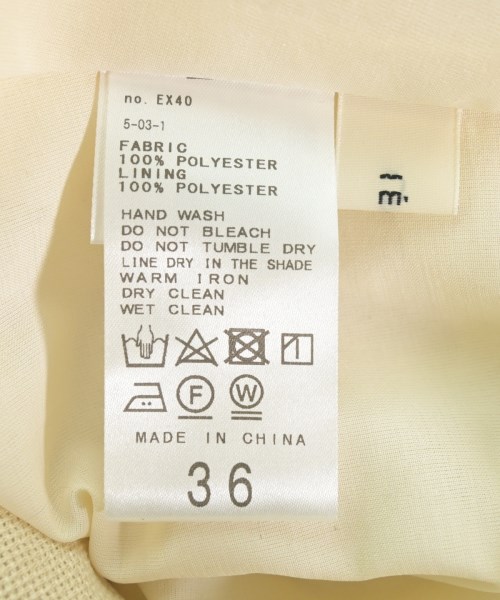 no. EX40
5-03-1
FABRIC
100% POLYESTER
LINING
100% POLYESTER
HAND WASH
DO NOT BLEACH
DO NOT TUMBLE DRY
LINE DRY IN THE SHADE
WARM IRON
DRY CLEAN
WET CLEAN
F
W
MADE IN CHINA
36